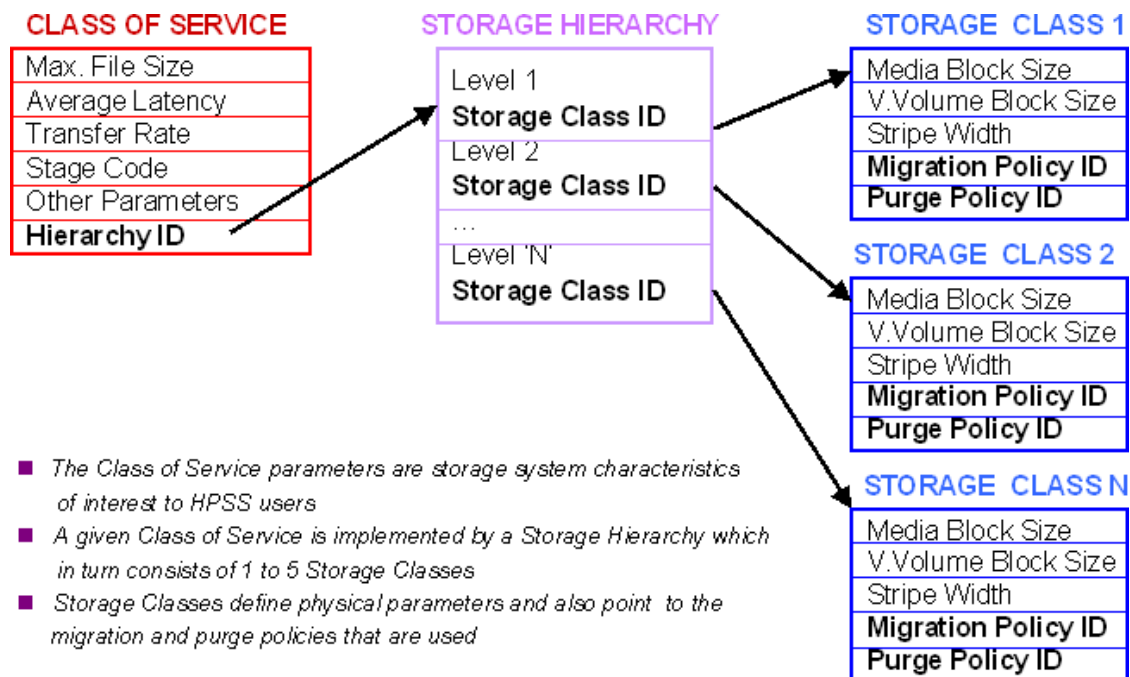 CLASS OF SERVICE
Max. File Size
Average Latency
Transfer Rate
Stage Code
Other Parameters
Hierarchy ID
STORAGE HIERARCHY
Level 1
Storage Class ID
Level 2
Storage Class ID
...
Level 'N'
Storage Class ID
STORAGE CLASS 1
Media Block Size
V.Volume Block Size
Stripe Width
Migration Policy ID
Purge Policy ID
STORAGE CLASS 2
Media Block Size
V.Volume Block Size
Stripe Width
Migration Policy ID
Purge Policy ID
STORAGE CLASS N
Media Block Size
V.Volume Block Size
Stripe Width
Migration Policy ID
Purge Policy ID
The Class of Service parameters are storage system characteristics
of interest to HPSS users
A given Class of Service is implemented by a Storage Hierarchy which
in turn consists of 1 to 5 Storage Classes
Storage Classes define physical parameters and also point to the
migration and purge policies that are used